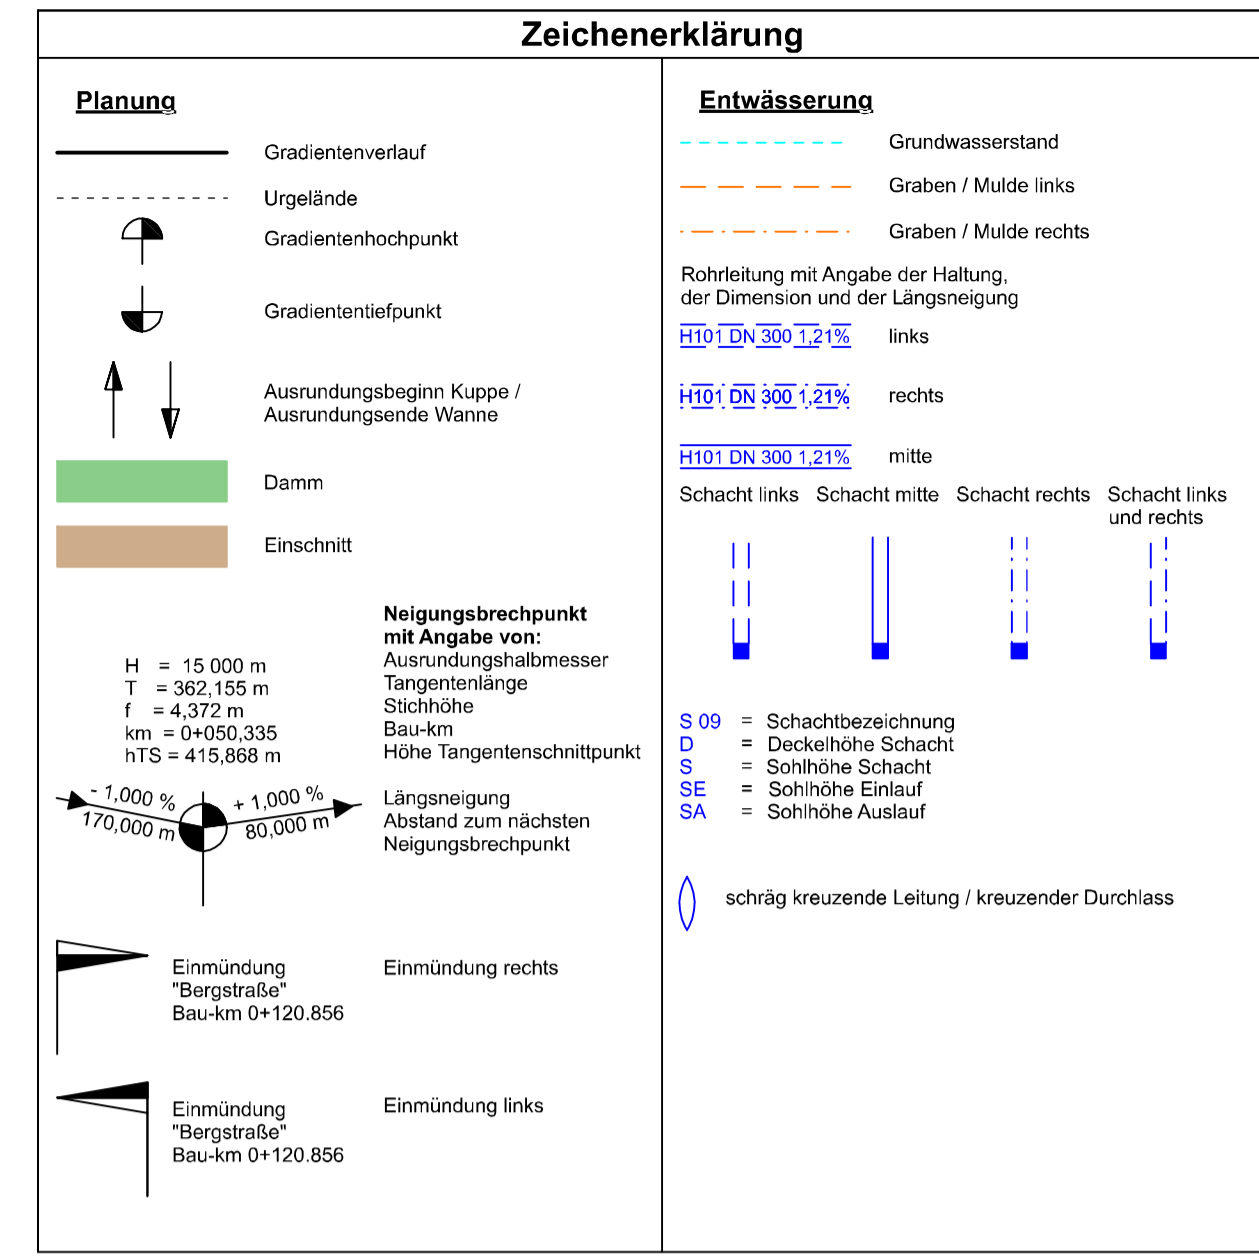 Zeichenerklärung
Planung
Gradientenverlauf
Urgelände
Gradientenhochpunkt
Gradiententiefpunkt
Ausrundungsbeginn Kuppe /
Ausrundungsende Wanne
Damm
Einschnitt
Neigungsbrechpunkt
mit Angabe von:
H = 15 000 m Ausrundungshalbmesser
T = 362,155 m Tangentenlänge
f = 4,372 m Stichhöhe
km = 0+050,335 Bau-km
hTS = 415,868 m Höhe Tangentenschnittpunkt
- 1,000 % + 1,000 % Längsneigung
170,000 m 80,000 m Abstand zum nächsten
Neigungsbrechpunkt
Einmündung Einmündung rechts
"Bergstraße"
Bau-km 0+120.856
Einmündung Einmündung links
"Bergstraße"
Bau-km 0+120.856
Entwässerung
Grundwasserstand
Graben / Mulde links
Graben / Mulde rechts
Rohrleitung mit Angabe der Haltung,
der Dimension und der Längsneigung
H101 DN 300 1,21% links
H101 DN 300 1,21% rechts
H101 DN 300 1,21% mitte
Schacht links Schacht mitte Schacht rechts Schacht links
und rechts
S 09 = Schachtbezeichnung
D = Deckelhöhe Schacht
S = Sohlhöhe Schacht
SE = Sohlhöhe Einlauf
SA = Sohlhöhe Auslauf
schräg kreuzende Leitung / kreuzender Durchlass